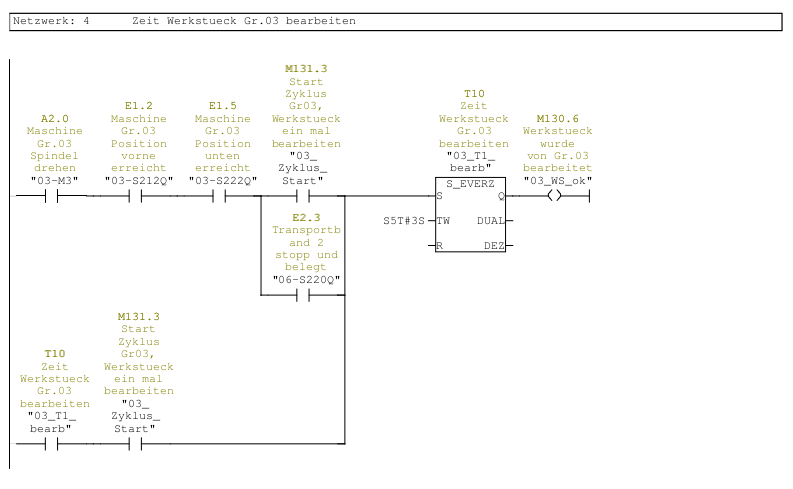 Netzwerk: 4 Zeit Werkstueck Gr.03 bearbeiten
A2.0
Maschine
Gr.03
Spindel
drehen
"03-M3"
E1.2
Maschine
Gr.03
Position
vorne
erreicht
"03-S212Q"
E1.5
Maschine
Gr.03
Position
unten
erreicht
"03-S222Q"
M131.3
Start
Zyklus
Gr03,
Werkstueck
ein mal
bearbeiten
"03_
Zyklus_
Start"
T10
Zeit
Werkstueck
Gr.03
bearbeiten
"03_T1_
bearb"
S_EVERZ
S Q
S5T#3S TW DUAL
R DEZ
M130.6
Werkstueck
wurde
von Gr.03
bearbeitet
"03_WS_ok"
E2.3
Transportb
and 2
stopp und
belegt
"06-S220Q"
T10
Zeit
Werkstueck
Gr.03
bearbeiten
"03_T1_
bearb"
M131.3
Start
Zyklus
Gr03,
Werkstueck
ein mal
bearbeiten
"03_
Zyklus_
Start"